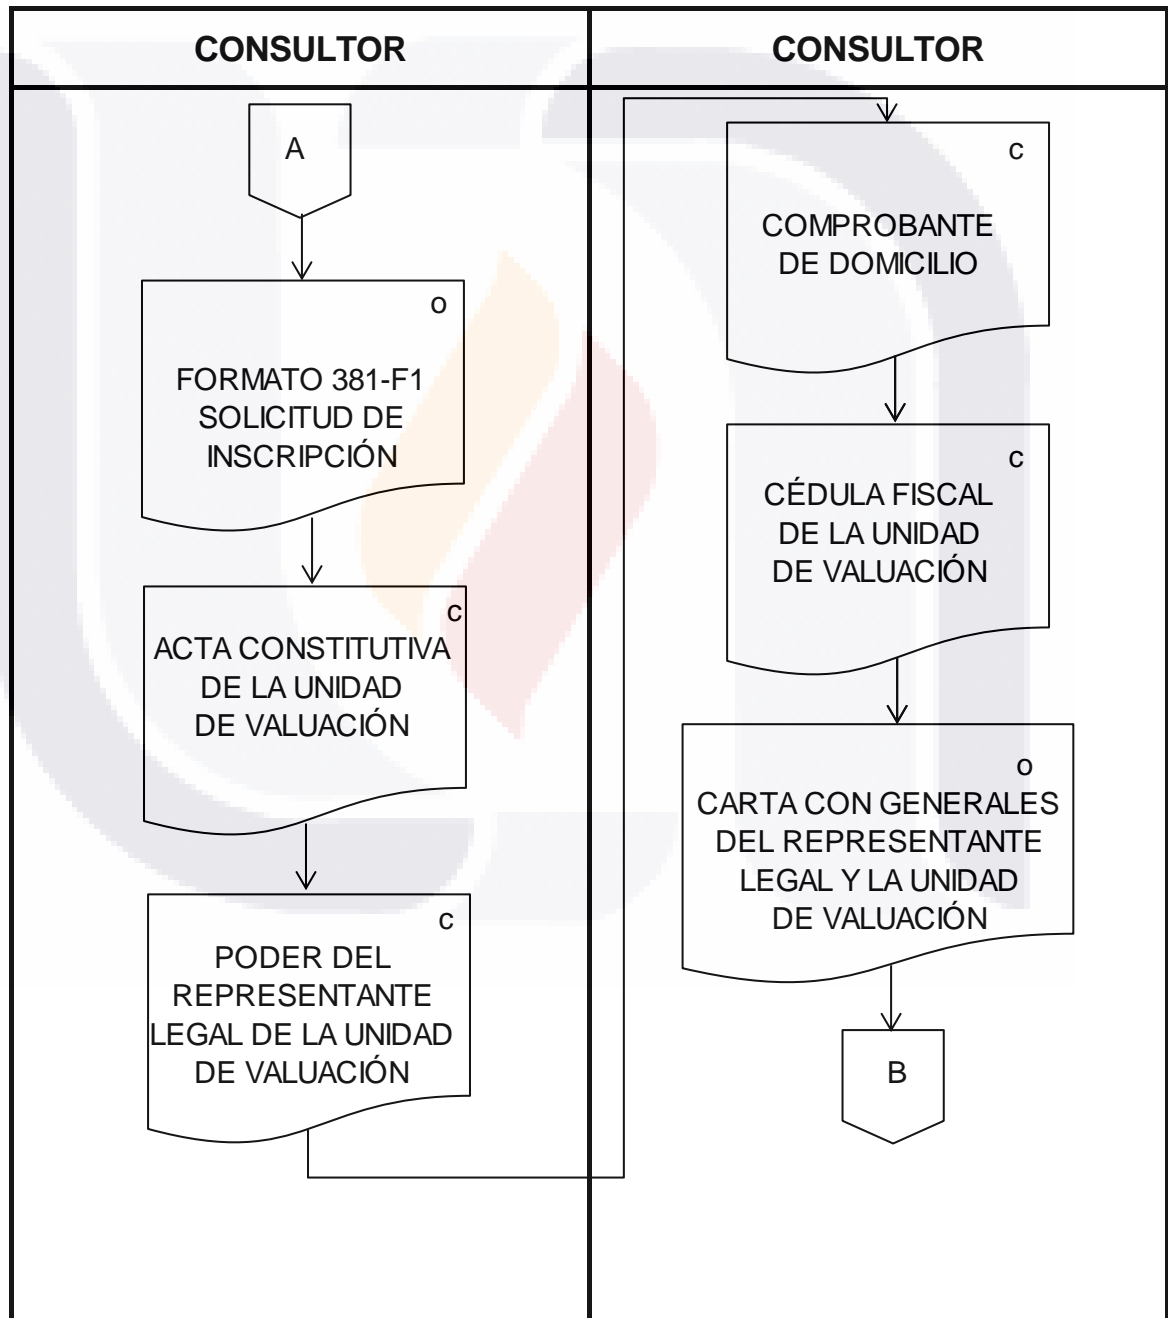 CONSULTOR
A
o
FORMATO 381-F1
SOLICITUD DE
INSCRIPCIÓN
c
ACTA CONSTITUTIVA
DE LA UNIDAD
DE VALUACIÓN
c
PODER DEL
REPRESENTANTE
LEGAL DE LA UNIDAD
DE VALUACIÓN
CONSULTOR
c
COMPROBANTE
DE DOMICILIO
c
CÉDULA FISCAL
DE LA UNIDAD
DE VALUACIÓN
o
CARTA CON GENERALES
DEL REPRESENTANTE
LEGAL Y LA UNIDAD
DE VALUACIÓN
B